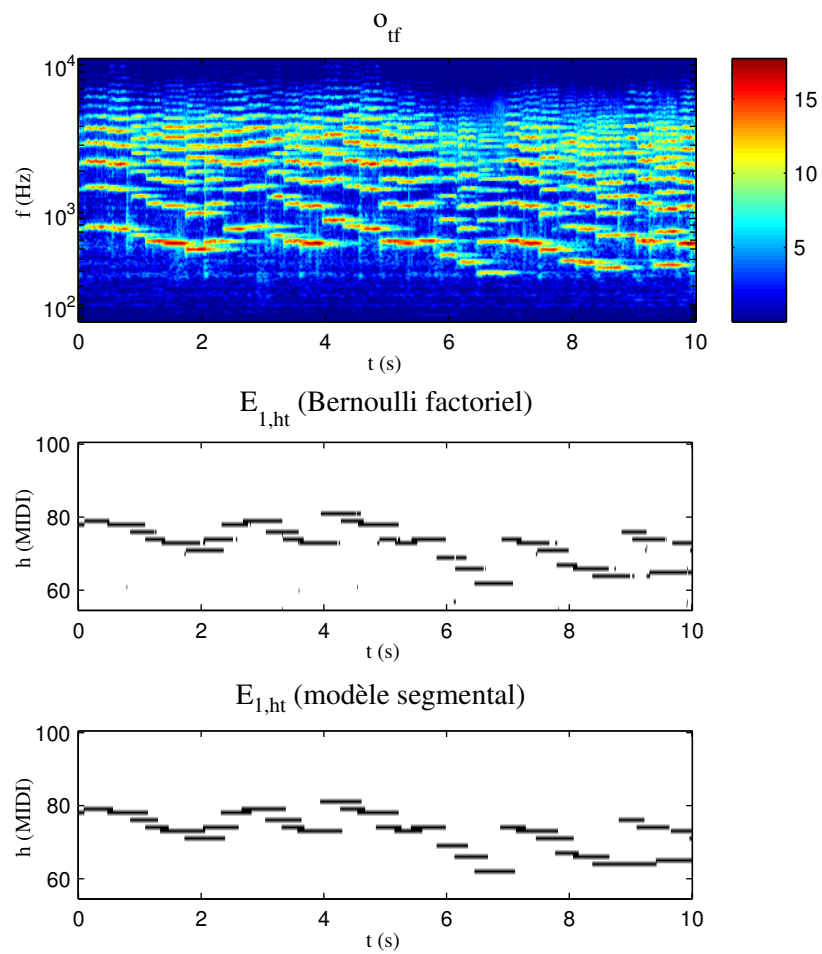 o_tf
10^4
10^3
10^2
f (Hz)
0 2 4 6 8 10
t (s)
15
10
5
E_1,ht (Bernoulli factoriel)
100
80
60
h (MIDI)
0 2 4 6 8 10
t (s)
E_1,ht (modèle segmental)
100
80
60
h (MIDI)
0 2 4 6 8 10
t (s)